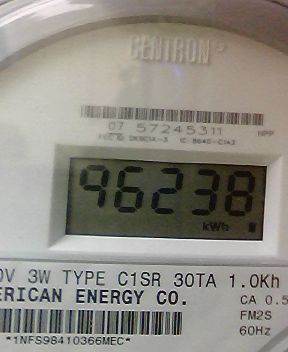 CENTRON
07 57245311 NPP
96238
kWh
0V 3W TYPE C1SR 30TA 1.0Kh
ERICAN ENERGY CO.
CA 0.5
FM2S
60Hz
*1NFS98410366MEC*